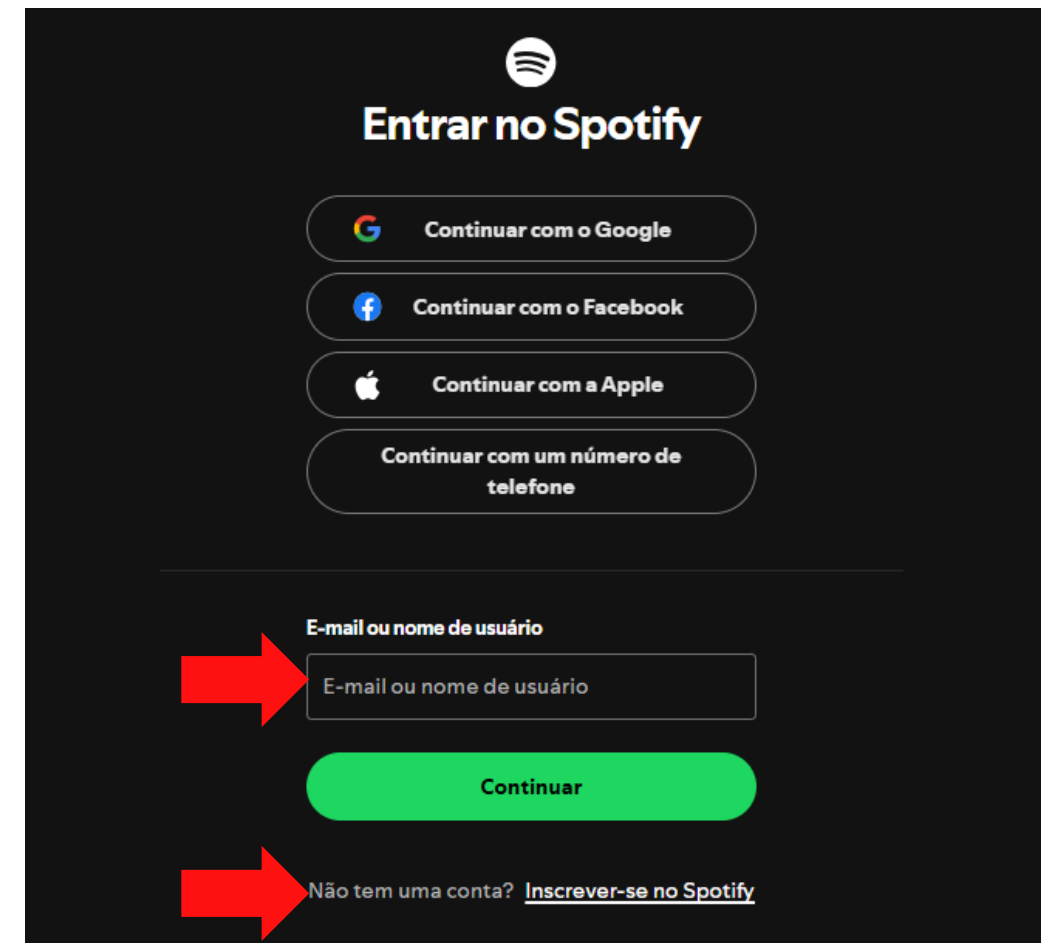 Entrar no Spotify
Continuar com o Google
Continuar com o Facebook
Continuar com a Apple
Continuar com um número de
telefone
E-mail ou nome de usuário
E-mail ou nome de usuário
Continuar
Não tem uma conta? Inscrever-se no Spotify